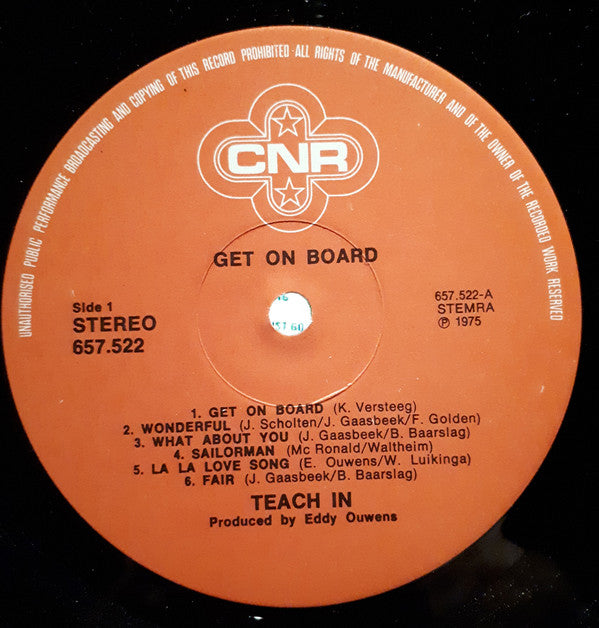 UNAUTHORISED PUBLIC PERFORMANCE BROADCASTING AND COPYING OF THIS RECORD PROHIBITED · ALL RIGHTS OF THE MANUFACTURER AND OF THE OWNER OF THE RECORDED WORK RESERVED
CNR
GET ON BOARD
Side 1
STEREO
657.522
657.522-A
STEMRA
℗ 1975
1. GET ON BOARD (K. Versteeg)
2. WONDERFUL (J. Scholten/J. Gaasbeek/F. Golden)
3. WHAT ABOUT YOU (J. Gaasbeek/B. Baarslag)
4. SAILORMAN (Mc Ronald/Waltheim)
5. LA LA LOVE SONG (E. Ouwens/W. Luikinga)
6. FAIR (J. Gaasbeek/B. Baarslag)
TEACH IN
Produced by Eddy Ouwens